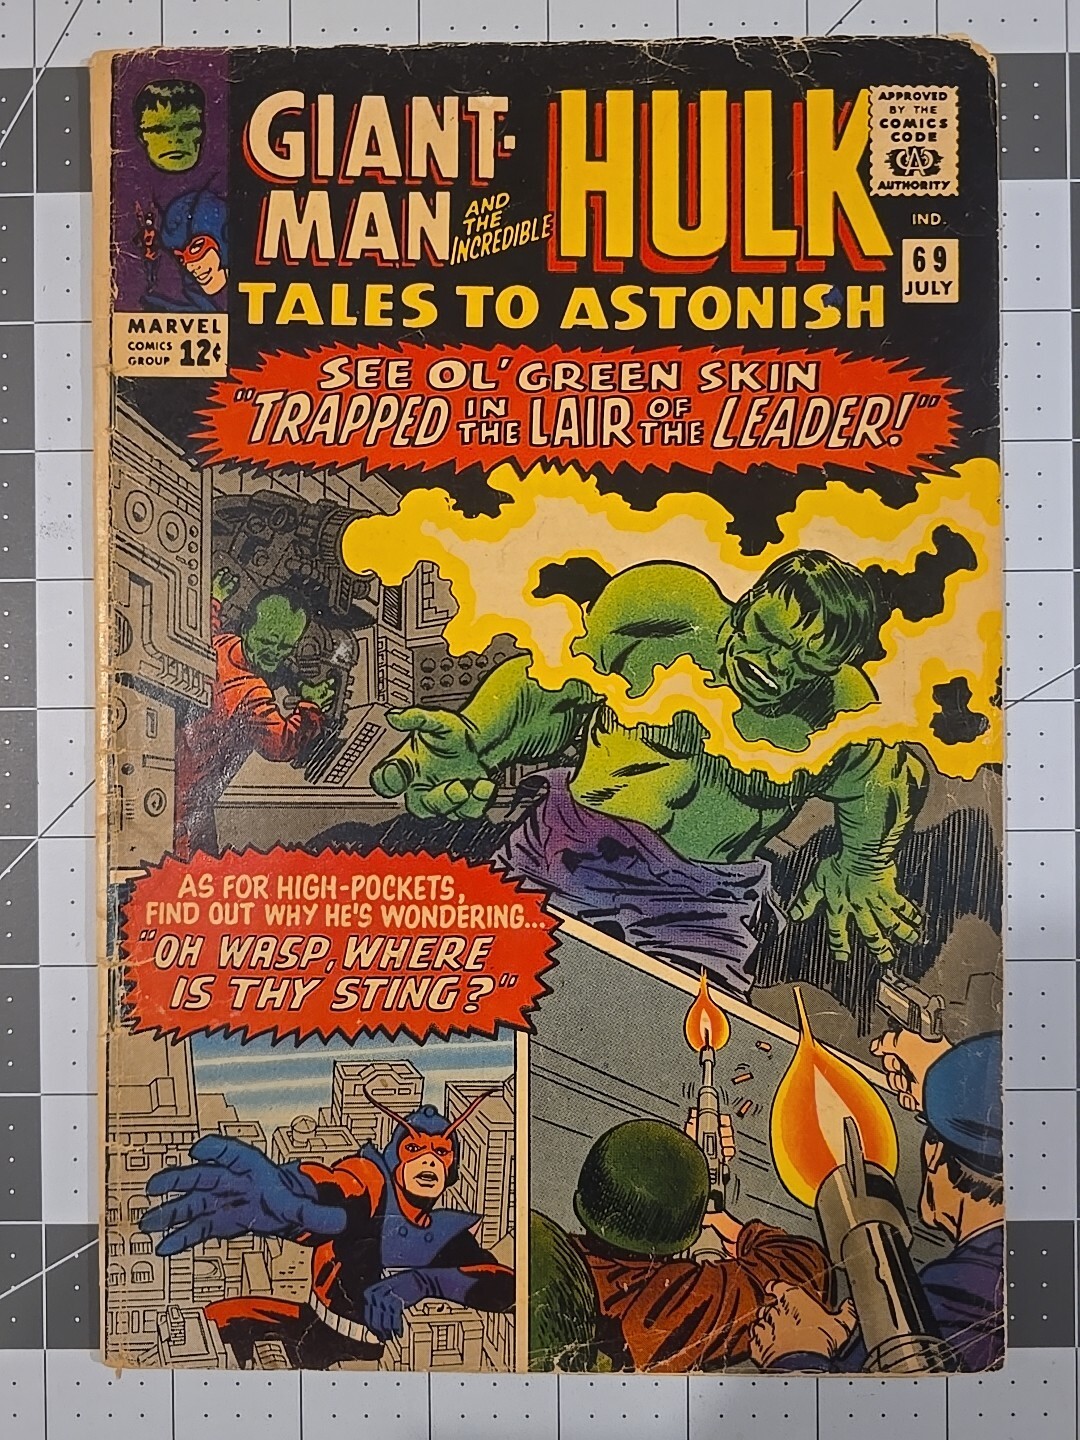 GIANT-
MAN
AND
THE
INCREDIBLE
HULK
APPROVED
BY THE
COMICS
CODE
CA
AUTHORITY
IND.
69
JULY
TALES TO ASTONISH
MARVEL
COMICS
GROUP 12¢
SEE OL' GREEN SKIN
"TRAPPED IN THE LAIR OF THE LEADER!"
AS FOR HIGH-POCKETS,
FIND OUT WHY HE'S WONDERING...
"OH WASP, WHERE
IS THY STING?"